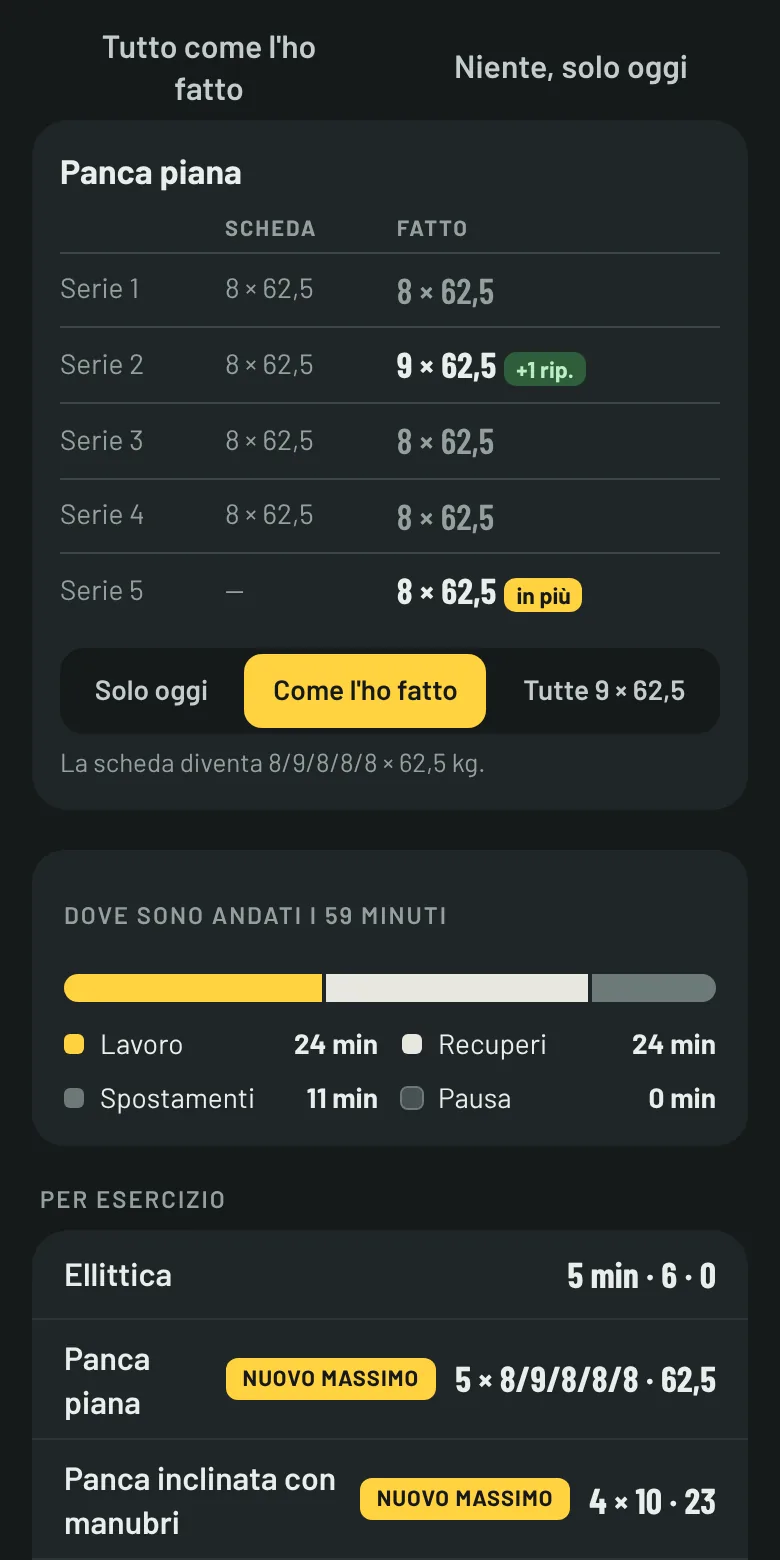 Tutto come l'ho
fatto
Niente, solo oggi
Panca piana
SCHEDA FATTO
Serie 1 8 × 62,5 8 × 62,5
Serie 2 8 × 62,5 9 × 62,5 +1 rip.
Serie 3 8 × 62,5 8 × 62,5
Serie 4 8 × 62,5 8 × 62,5
Serie 5 – 8 × 62,5 in più
Solo oggi Come l'ho fatto Tutte 9 × 62,5
La scheda diventa 8/9/8/8/8 × 62,5 kg.
DOVE SONO ANDATI I 59 MINUTI
Lavoro 24 min Recuperi 24 min
Spostamenti 11 min Pausa 0 min
PER ESERCIZIO
Ellittica 5 min · 6 · 0
Panca
piana
NUOVO MASSIMO 5 × 8/9/8/8/8 · 62,5
Panca inclinata con
manubri
NUOVO MASSIMO 4 × 10 · 23